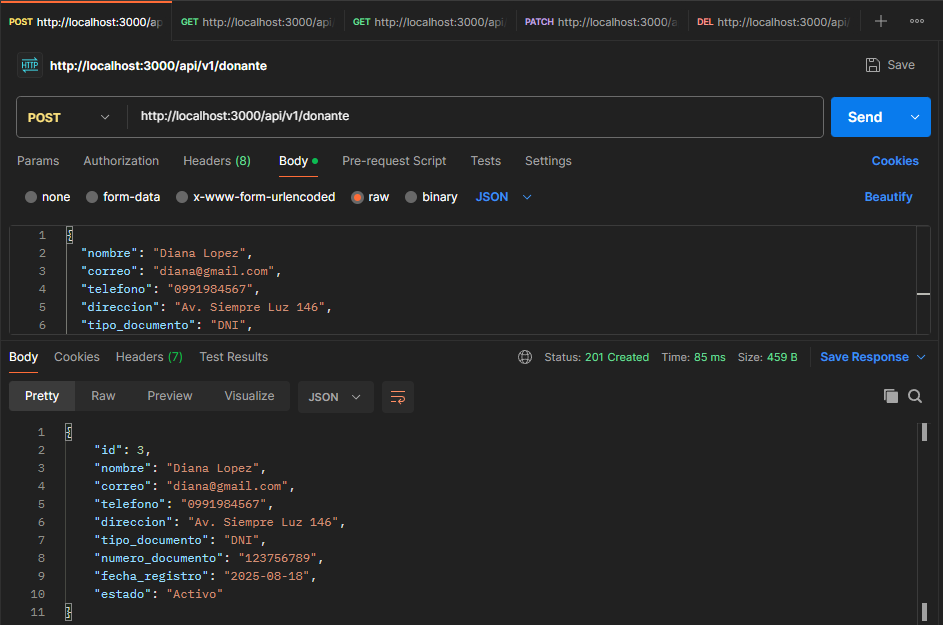 POST http://localhost:3000/ap GET http://localhost:3000/api/ GET http://localhost:3000/api/ PATCH http://localhost:3000/a DEL http://localhost:3000/api/
HTTP http://localhost:3000/api/v1/donante Save
POST http://localhost:3000/api/v1/donante Send
Params Authorization Headers (8) Body Pre-request Script Tests Settings Cookies
none form-data x-www-form-urlencoded raw binary JSON Beautify
1 {
2 "nombre": "Diana Lopez",
3 "correo": "diana@gmail.com",
4 "telefono": "0991984567",
5 "direccion": "Av. Siempre Luz 146",
6 "tipo_documento": "DNI",
Body Cookies Headers (7) Test Results Status: 201 Created Time: 85 ms Size: 459 B Save Response
Pretty Raw Preview Visualize JSON
1 {
2 "id": 3,
3 "nombre": "Diana Lopez",
4 "correo": "diana@gmail.com",
5 "telefono": "0991984567",
6 "direccion": "Av. Siempre Luz 146",
7 "tipo_documento": "DNI",
8 "numero_documento": "123756789",
9 "fecha_registro": "2025-08-18",
10 "estado": "Activo"
11 }